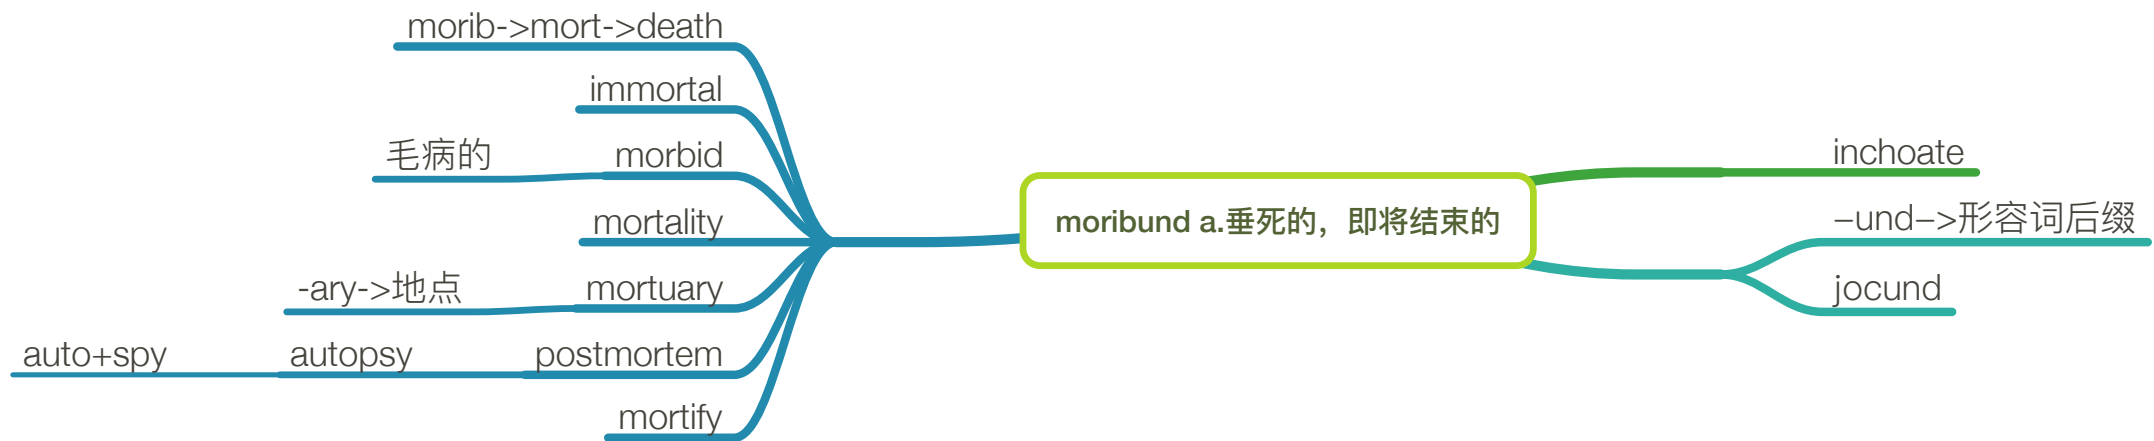 morib->mort->death
immortal
毛病的
morbid
mortality
-ary->地点
mortuary
auto+spy
autopsy
postmortem
mortify
moribund a.垂死的，即将结束的
inchoate
–und–>形容词后缀
jocund